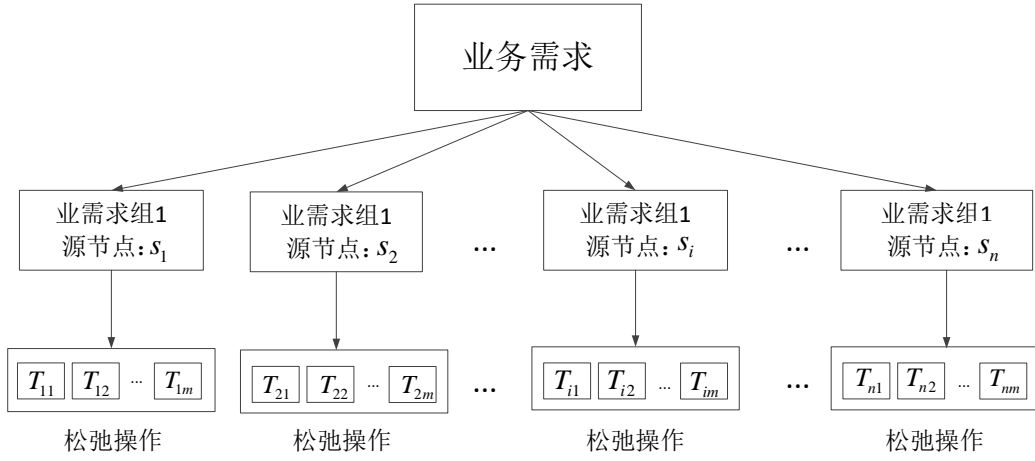 业务需求
业需求组1
源节点：s₁
业需求组1
源节点：s₂
...
业需求组1
源节点：sᵢ
...
业需求组1
源节点：sₙ
T₁₁ T₁₂ ... T₁ₘ
T₂₁ T₂₂ ... T₂ₘ
...
Tᵢ₁ Tᵢ₂ ... Tᵢₘ
...
Tₙ₁ Tₙ₂ ... Tₙₘ
松弛操作
松弛操作
松弛操作
松弛操作